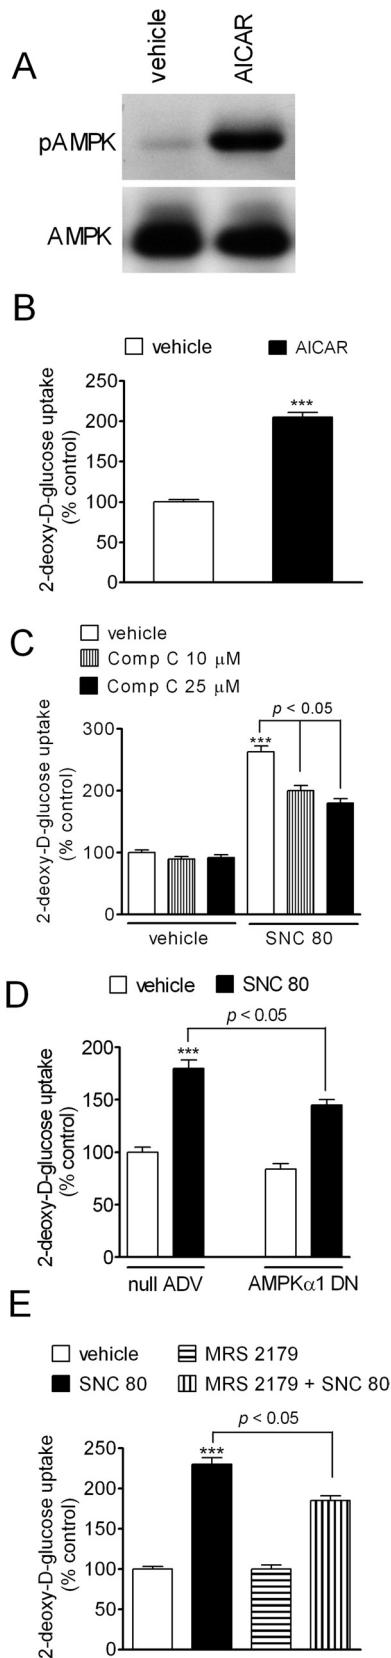 A
vehicle
AICAR
pAMPK
AMPK
B
vehicle
AICAR
2-deoxy-D-glucose uptake
(% control)
250
200
150
100
50
0
***
C
vehicle
Comp C 10 µM
Comp C 25 µM
2-deoxy-D-glucose uptake
(% control)
300
200
100
0
p < 0.05
***
vehicle
SNC 80
D
vehicle
SNC 80
2-deoxy-D-glucose uptake
(% control)
200
150
100
50
0
p < 0.05
***
null ADV
AMPKα1 DN
E
vehicle
MRS 2179
SNC 80
MRS 2179 + SNC 80
2-deoxy-D-glucose uptake
(% control)
250
200
150
100
50
0
p < 0.05
***